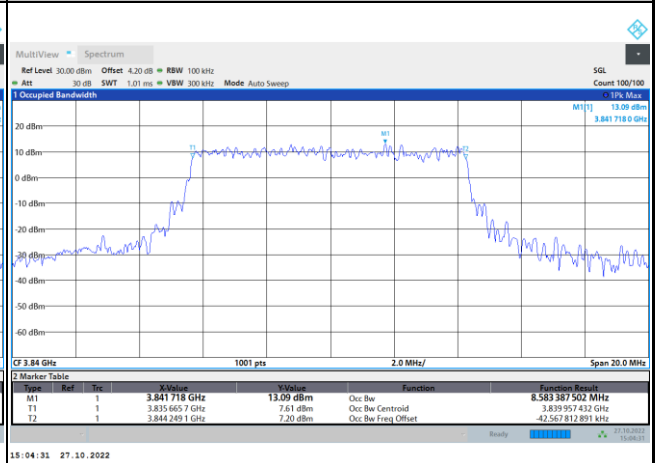 MultiView Spectrum
Ref Level 30.00 dBm Offset 4.20 dB RBW 100 kHz SGL
Att 30 dB SWT 1.01 ms VBW 300 kHz Mode Auto Sweep Count 100/100
1 Occupied Bandwidth 1Pk Max
M1[1] 13.09 dBm
3.841 718 0 GHz
20 dBm
M1
T1
T2
10 dBm
0 dBm
-10 dBm
-20 dBm
-30 dBm
-40 dBm
-50 dBm
-60 dBm
CF 3.84 GHz 1001 pts 2.0 MHz/ Span 20.0 MHz
2 Marker Table
Type Ref Trc X-Value Y-Value Function Function Result
M1 1 3.841 718 GHz 13.09 dBm Occ Bw 8.583 387 502 MHz
T1 1 3.835 665 7 GHz 7.61 dBm Occ Bw Centroid 3.839 957 432 GHz
T2 1 3.844 249 1 GHz 7.20 dBm Occ Bw Freq Offset -42.567 812 891 kHz
Ready 27.10.2022
15:04:31
15:04:31 27.10.2022